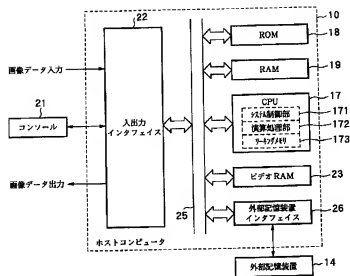 22
10
ROM
18
画像データ入力
RAM
19
21
コンソール
入出力
インタフェイス
CPU
17
システム制御部
171
演算処理部
172
ワーキングメモリ
173
画像データ出力
ビデオRAM
23
25
外部記憶装置
インタフェイス
26
ホストコンピュータ
外部記憶装置
14